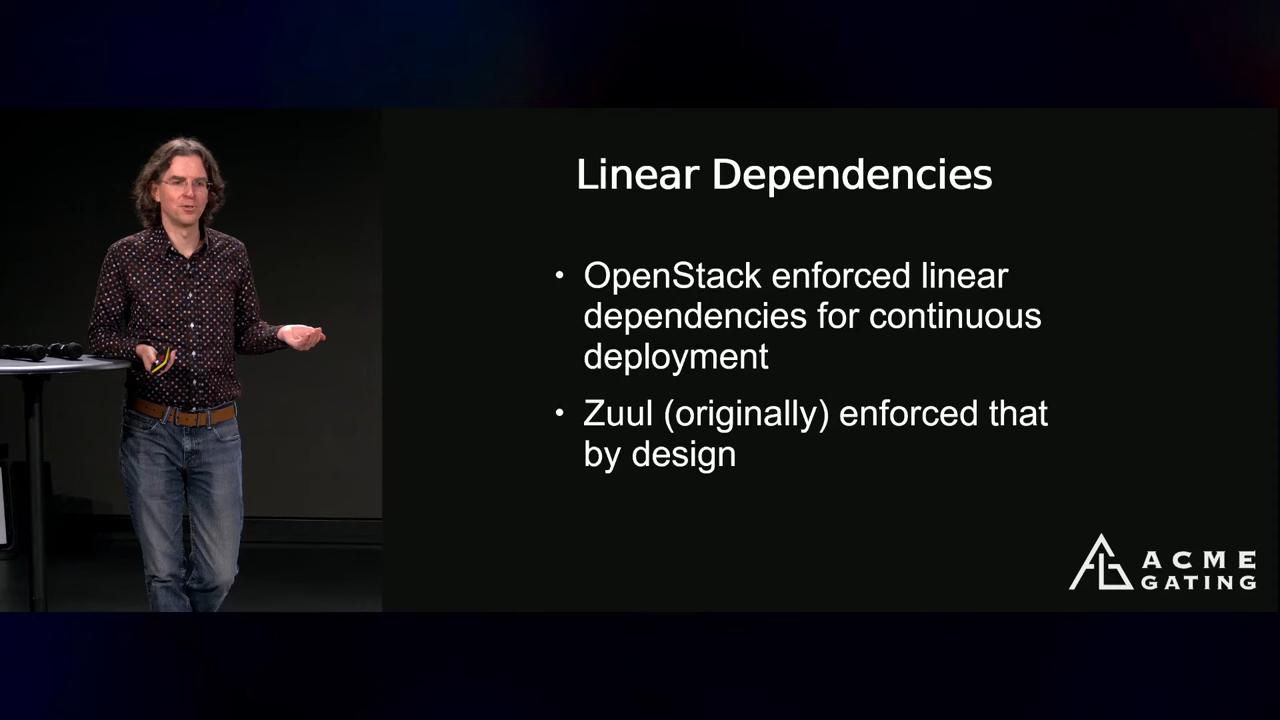 Linear Dependencies
• OpenStack enforced linear
dependencies for continuous
deployment
• Zuul (originally) enforced that
by design
ACME
GATING